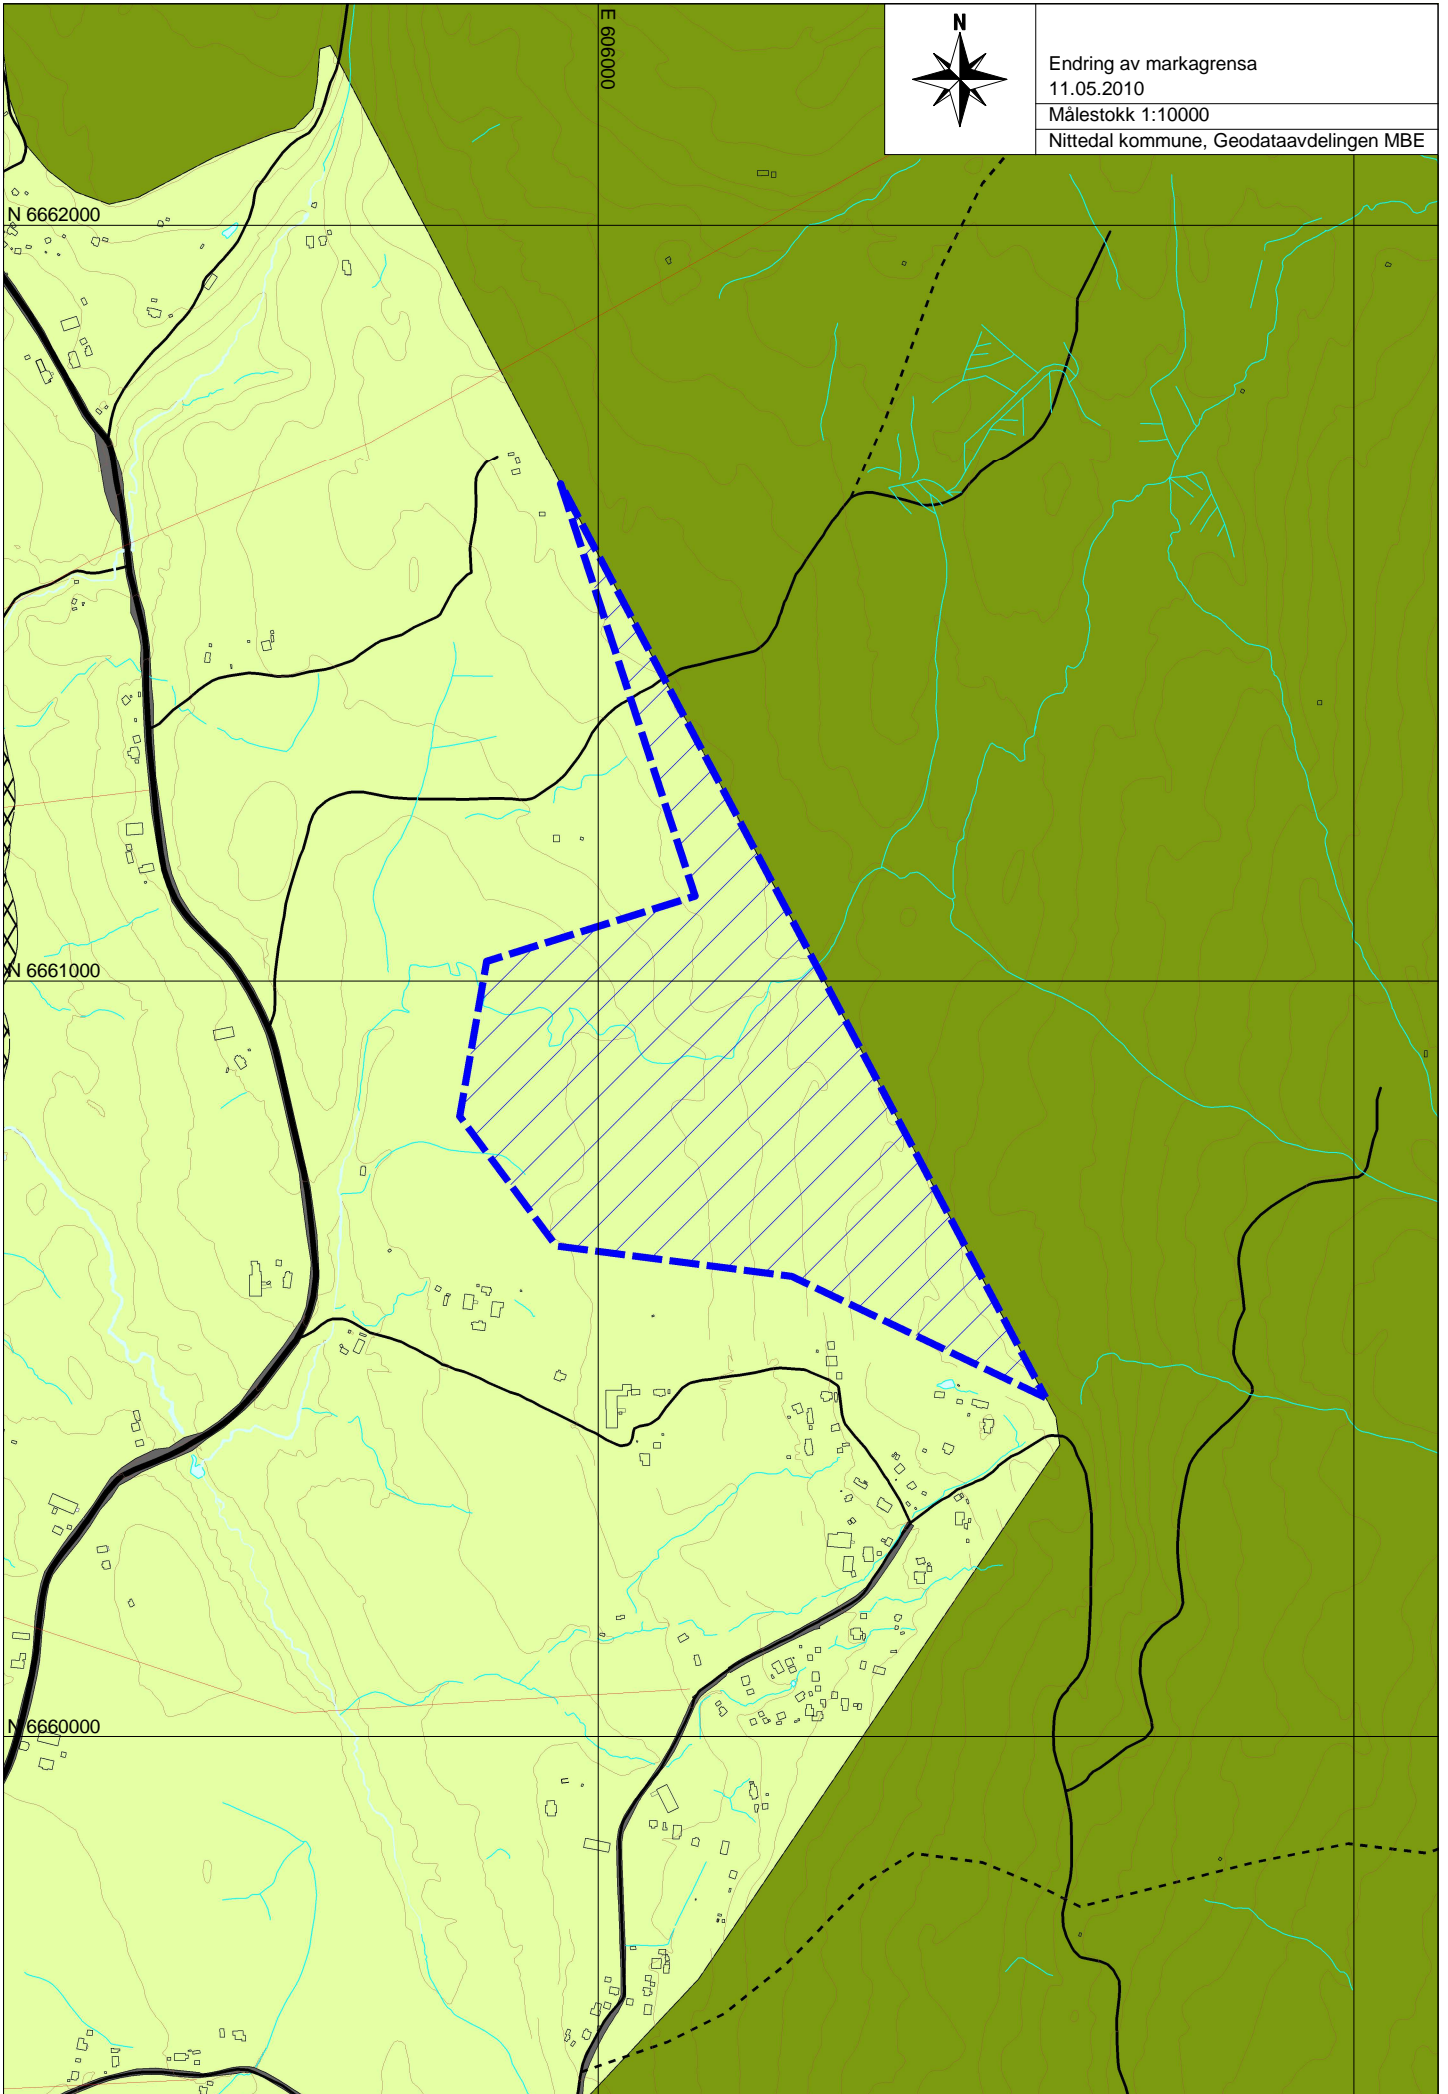 E 606000
N
Endring av markagrensa
11.05.2010
Målestokk 1:10000
Nittedal kommune, Geodataavdelingen MBE
N 6662000
N 6661000
N 6660000